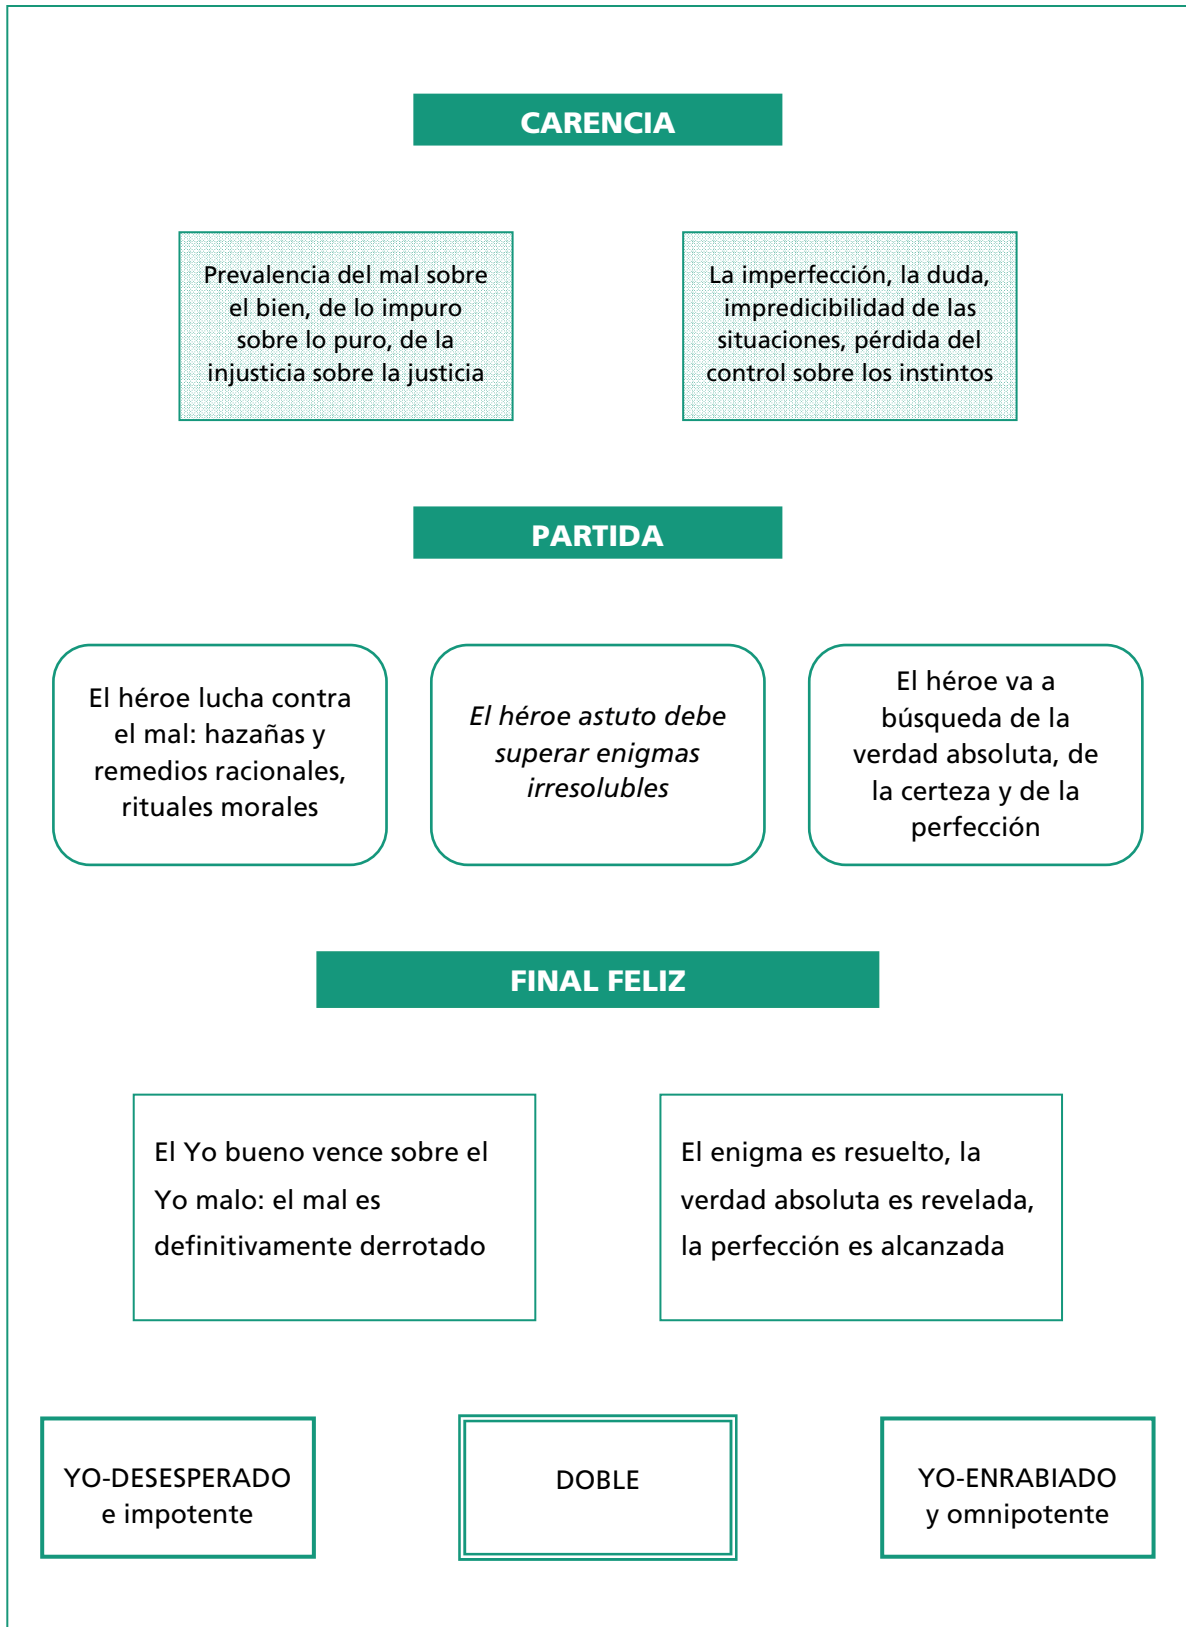 CARENCIA
Prevalencia del mal sobre
el bien, de lo impuro
sobre lo puro, de la
injusticia sobre la justicia
La imperfección, la duda,
impredicibilidad de las
situaciones, pérdida del
control sobre los instintos
PARTIDA
El héroe lucha contra
el mal: hazañas y
remedios racionales,
rituales morales
El héroe astuto debe
superar enigmas
irresolubles
El héroe va a
búsqueda de la
verdad absoluta, de
la certeza y de la
perfección
FINAL FELIZ
El Yo bueno vence sobre el
Yo malo: el mal es
definitivamente derrotado
El enigma es resuelto, la
verdad absoluta es revelada,
la perfección es alcanzada
YO-DESESPERADO
e impotente
DOBLE
YO-ENRABIADO
y omnipotente